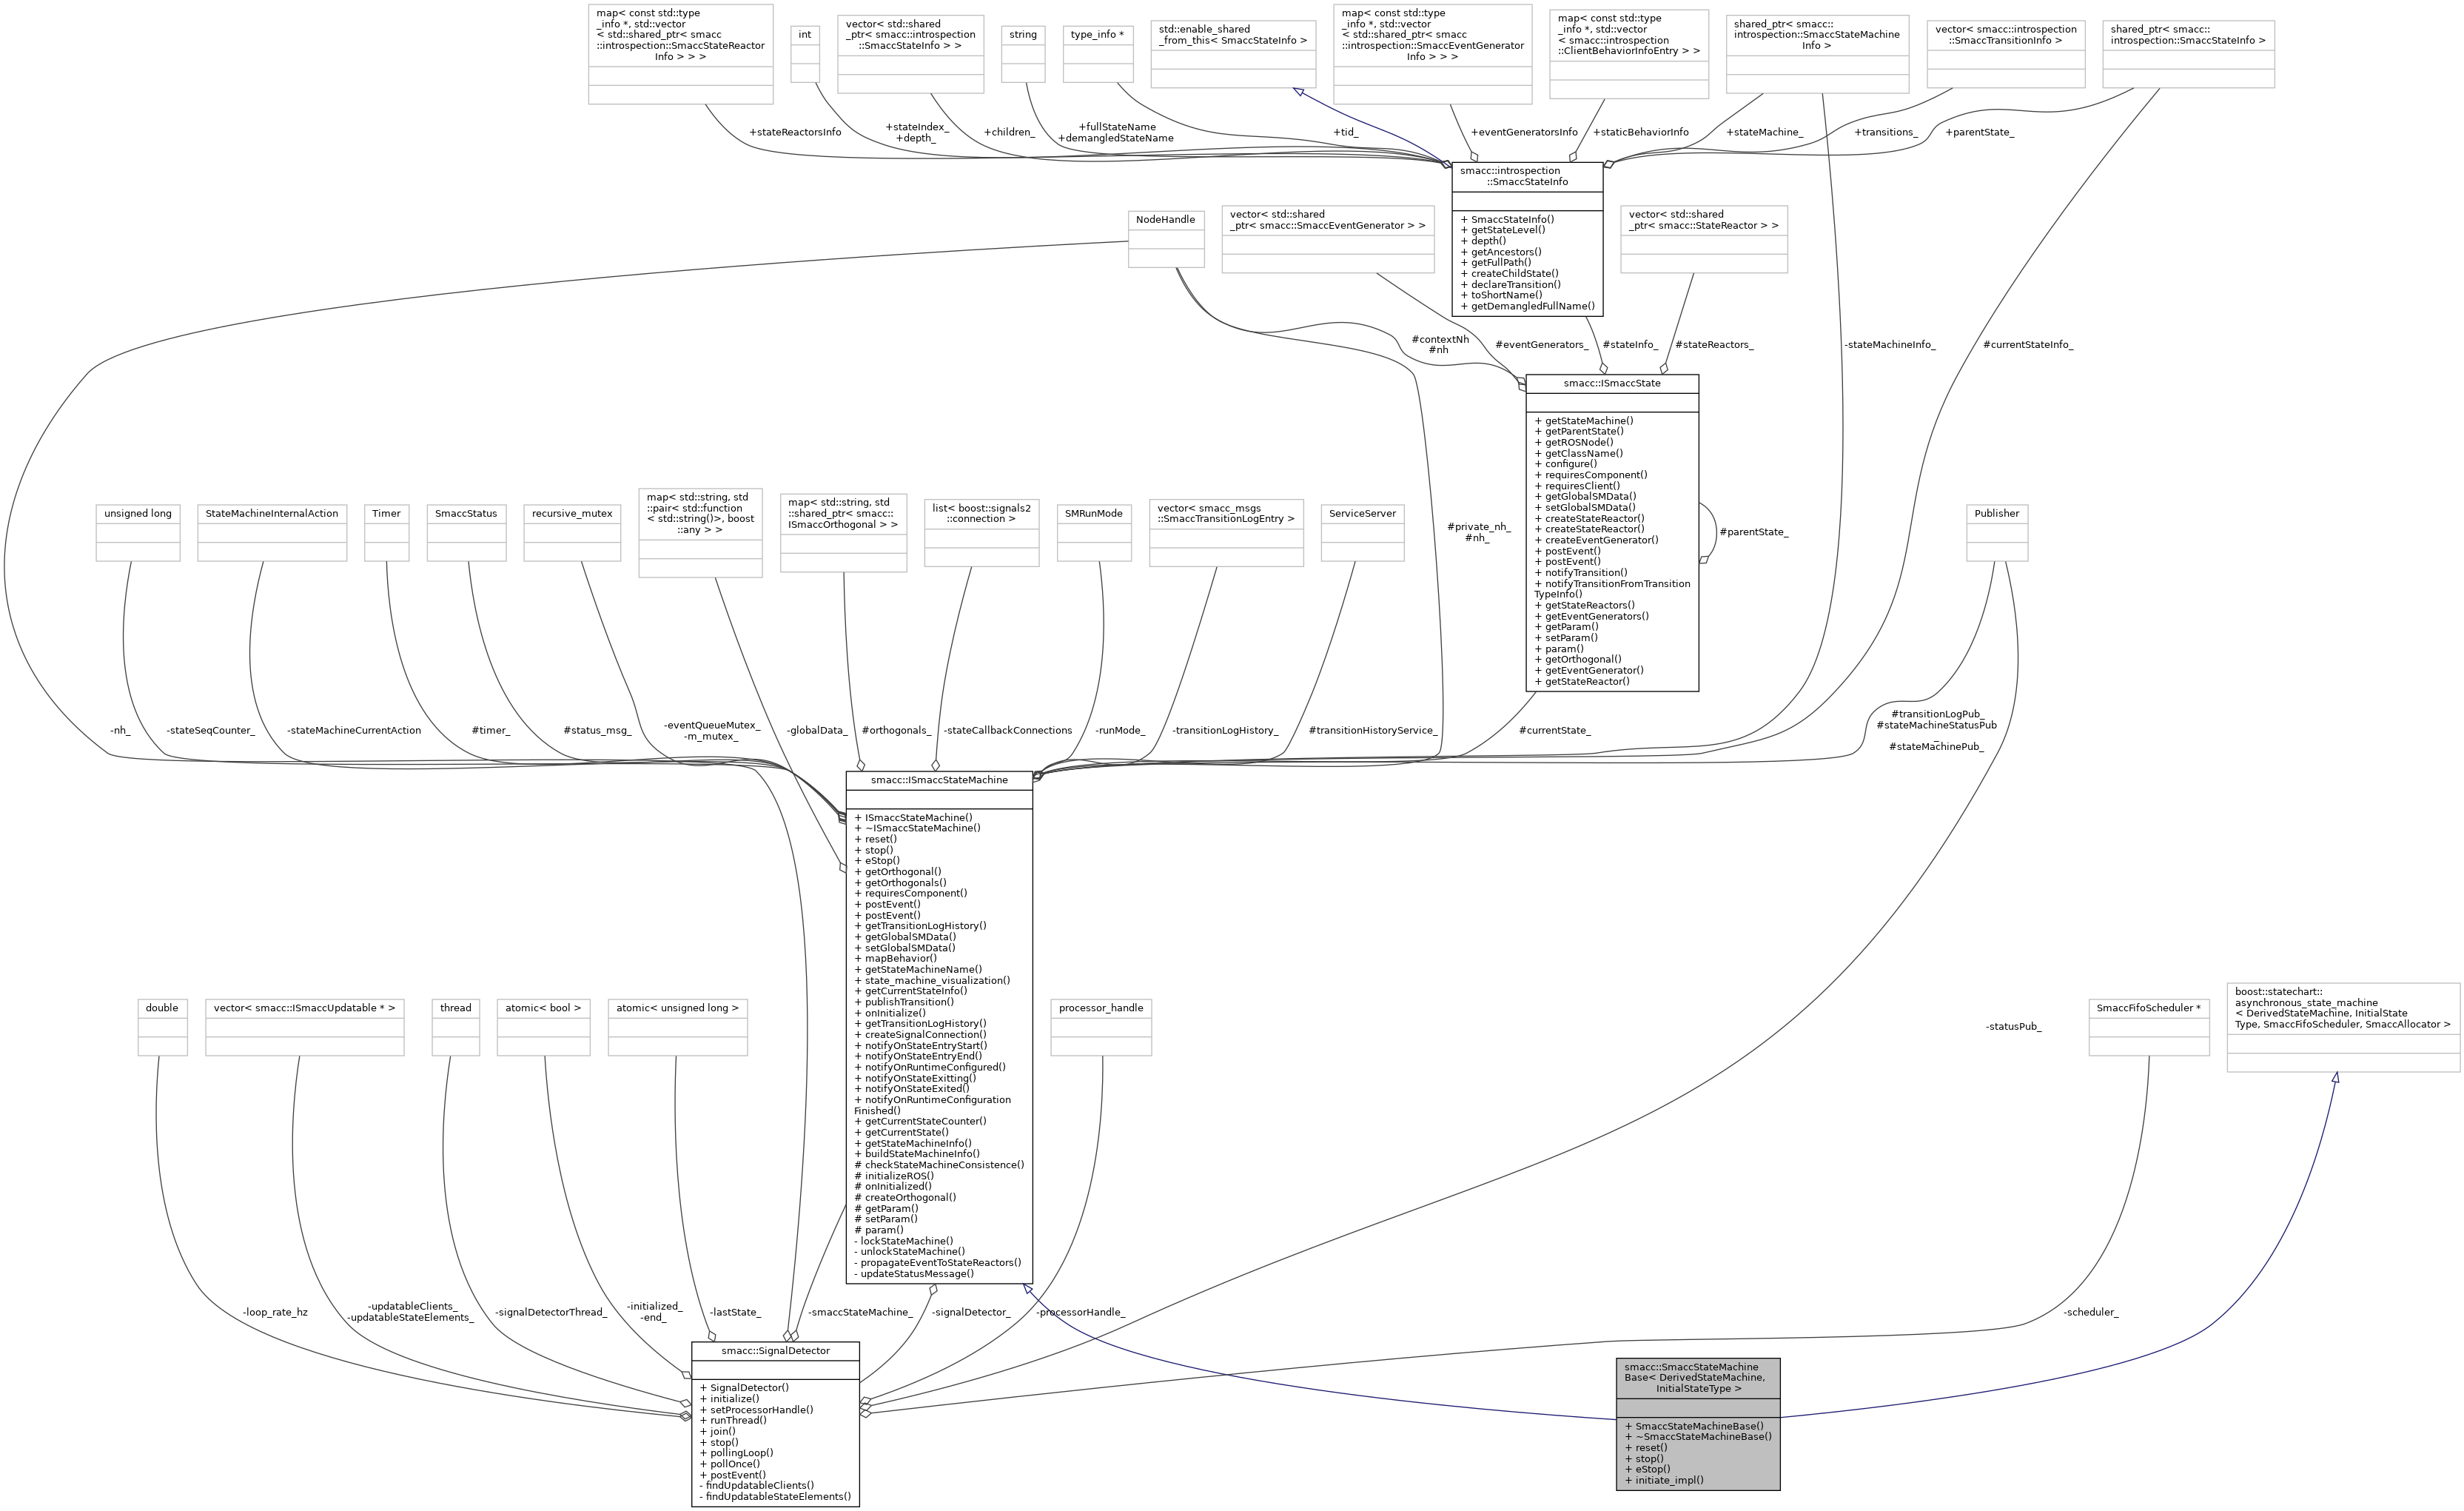 map< const std::type
_info *, std::vector
< std::shared_ptr< smacc
::introspection::SmaccStateReactor
Info > > >
int
vector< std::shared
_ptr< smacc::introspection
::SmaccStateInfo > >
string
type_info *
std::enable_shared
_from_this< SmaccStateInfo >
map< const std::type
_info *, std::vector
< std::shared_ptr< smacc
::introspection::SmaccEventGenerator
Info > > >
map< const std::type
_info *, std::vector
< smacc::introspection
::ClientBehaviorInfoEntry > >
shared_ptr< smacc::
introspection::SmaccStateMachine
Info >
vector< smacc::introspection
::SmaccTransitionInfo >
shared_ptr< smacc::
introspection::SmaccStateInfo >
+stateReactorsInfo
+stateIndex_
+depth_
+children_
+fullStateName
+demangledStateName
+tid_
+eventGeneratorsInfo
+staticBehaviorInfo
+stateMachine_
+transitions_
+parentState_
smacc::introspection
::SmaccStateInfo
+ SmaccStateInfo()
+ getStateLevel()
+ depth()
+ getAncestors()
+ getFullPath()
+ createChildState()
+ declareTransition()
+ toShortName()
+ getDemangledFullName()
NodeHandle
vector< std::shared
_ptr< smacc::SmaccEventGenerator > >
vector< std::shared
_ptr< smacc::StateReactor > >
#contextNh
#nh
#eventGenerators_
#stateInfo_
#stateReactors_
-stateMachineInfo_
#currentStateInfo_
smacc::ISmaccState
+ getStateMachine()
+ getParentState()
+ getROSNode()
+ getClassName()
+ configure()
+ requiresComponent()
+ requiresClient()
+ getGlobalSMData()
+ setGlobalSMData()
+ createStateReactor()
+ createStateReactor()
+ createEventGenerator()
+ postEvent()
+ postEvent()
+ notifyTransition()
+ notifyTransitionFromTransition
TypeInfo()
+ getStateReactors()
+ getEventGenerators()
+ getParam()
+ setParam()
+ param()
+ getOrthogonal()
+ getEventGenerator()
+ getStateReactor()
#parentState_
unsigned long
StateMachineInternalAction
Timer
SmaccStatus
recursive_mutex
map< std::string, std
::pair< std::function
< std::string()>, boost
::any > >
map< std::string, std
::shared_ptr< smacc::
ISmaccOrthogonal > >
list< boost::signals2
::connection >
SMRunMode
vector< smacc_msgs
::SmaccTransitionLogEntry >
ServiceServer
#private_nh_
#nh_
Publisher
-nh_
-stateSeqCounter_
-stateMachineCurrentAction
#timer_
#status_msg_
-eventQueueMutex_
-m_mutex_
-globalData_
#orthogonals_
-stateCallbackConnections
-runMode_
-transitionLogHistory_
#transitionHistoryService_
#currentState_
#transitionLogPub_
#stateMachineStatusPub
_
#stateMachinePub_
smacc::ISmaccStateMachine
+ ISmaccStateMachine()
+ ~ISmaccStateMachine()
+ reset()
+ stop()
+ eStop()
+ getOrthogonal()
+ getOrthogonals()
+ requiresComponent()
+ postEvent()
+ postEvent()
+ getTransitionLogHistory()
+ getGlobalSMData()
+ setGlobalSMData()
+ mapBehavior()
+ getStateMachineName()
+ state_machine_visualization()
+ getCurrentStateInfo()
+ publishTransition()
+ onInitialize()
+ getTransitionLogHistory()
+ createSignalConnection()
+ notifyOnStateEntryStart()
+ notifyOnStateEntryEnd()
+ notifyOnRuntimeConfigured()
+ notifyOnStateExitting()
+ notifyOnStateExited()
+ notifyOnRuntimeConfiguration
Finished()
+ getCurrentStateCounter()
+ getCurrentState()
+ getStateMachineInfo()
+ buildStateMachineInfo()
# checkStateMachineConsistence()
# initializeROS()
# onInitialized()
# createOrthogonal()
# getParam()
# setParam()
# param()
- lockStateMachine()
- unlockStateMachine()
- propagateEventToStateReactors()
- updateStatusMessage()
double
vector< smacc::ISmaccUpdatable * >
thread
atomic< bool >
atomic< unsigned long >
processor_handle
-statusPub_
SmaccFifoScheduler *
boost::statechart::
asynchronous_state_machine
< DerivedStateMachine, InitialState
Type, SmaccFifoScheduler, SmaccAllocator >
-loop_rate_hz
-updatableClients_
-updatableStateElements_
-signalDetectorThread_
-initialized_
-end_
-lastState_
-smaccStateMachine_
-signalDetector_
-processorHandle_
-scheduler_
smacc::SignalDetector
+ SignalDetector()
+ initialize()
+ setProcessorHandle()
+ runThread()
+ join()
+ stop()
+ pollingLoop()
+ pollOnce()
+ postEvent()
- findUpdatableClients()
- findUpdatableStateElements()
smacc::SmaccStateMachine
Base< DerivedStateMachine,
InitialStateType >
+ SmaccStateMachineBase()
+ ~SmaccStateMachineBase()
+ reset()
+ stop()
+ eStop()
+ initiate_impl()